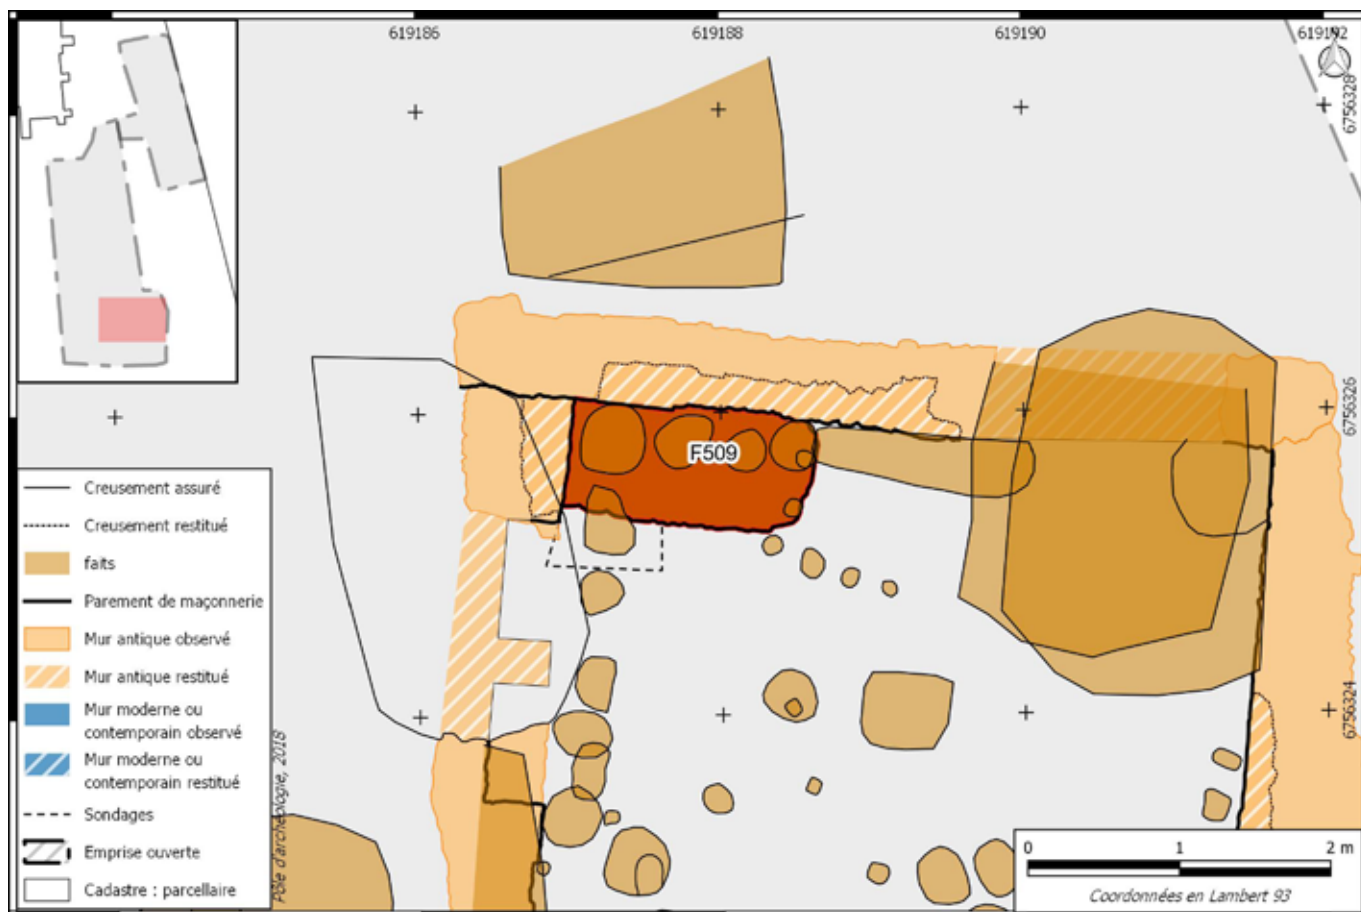 619186
619188
619190
619192
6756328
6756326
F509
6756324
Creusement assuré
Creusement restitué
faits
Parement de maçonnerie
Mur antique observé
Mur antique restitué
Mur moderne ou
contemporain observé
Mur moderne ou
contemporain restitué
Sondages
Emprise ouverte
Cadastre : parcellaire
Pôle d'archéologie, 2018
0
1
2 m
Coordonnées en Lambert 93